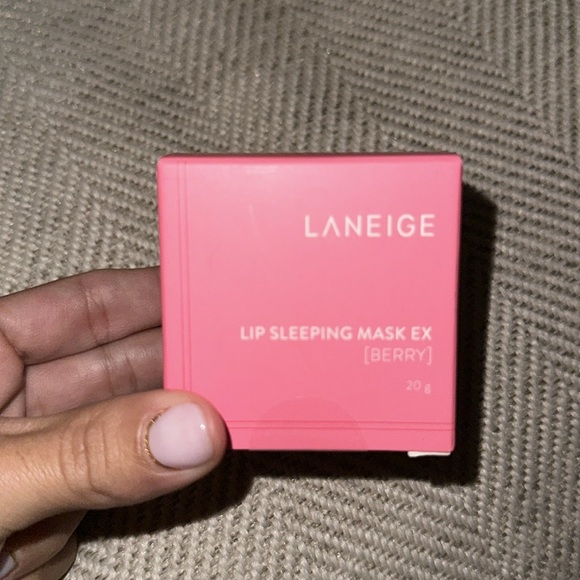 LANEIGE
LIP SLEEPING MASK EX
[BERRY]
20 g